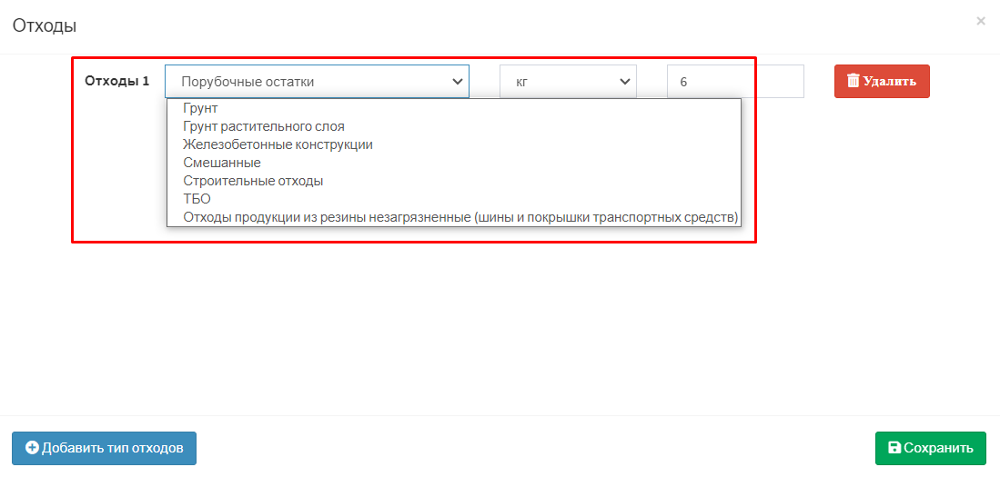 Отходы
×
Отходы 1 Порубочные остатки кг 6 Удалить
Грунт
Грунт растительного слоя
Железобетонные конструкции
Смешанные
Строительные отходы
ТБО
Отходы продукции из резины незагрязненные (шины и покрышки транспортных средств)
Добавить тип отходов Сохранить